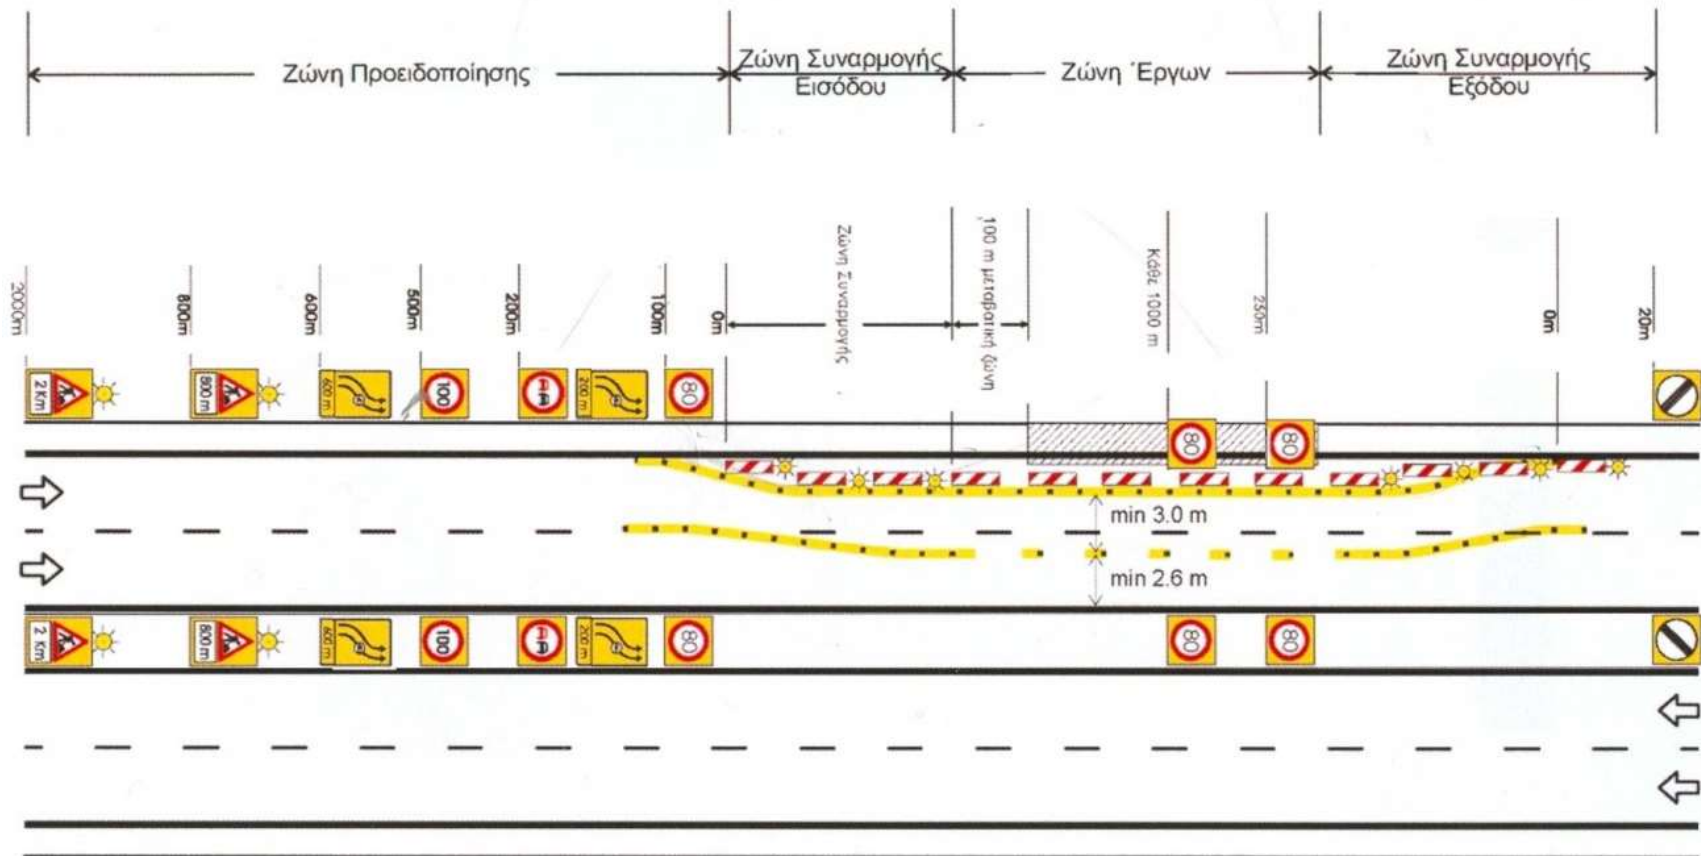 Ζώνη Προειδοποίησης
Ζώνη Συναρμογής
Εισόδου
Ζώνη Έργων
Ζώνη Συναρμογής
Εξόδου
2000m
800m
600m
500m
200m
100m
0m
Ζώνη Συναρμογής
100 m μεταβατική ζώνη
Κάθε 1000 m
250m
0m
20m
2 Km
800 m
600 m
100
200 m
80
80
80
min 3.0 m
min 2.6 m
2 Km
800 m
600 m
100
200 m
80
80
80